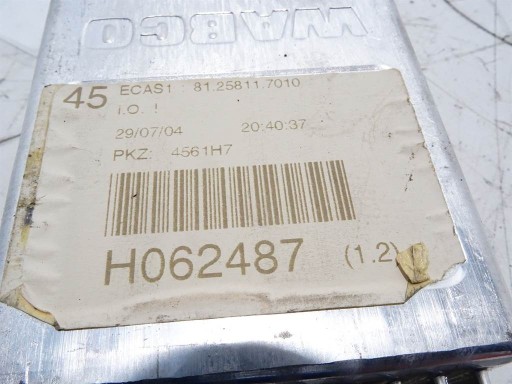 WABCO
45 ECAS1 81.25811.7010
I.O. !
29/07/04 20:40:37
PKZ: 4561H7
H062487 (1.2)